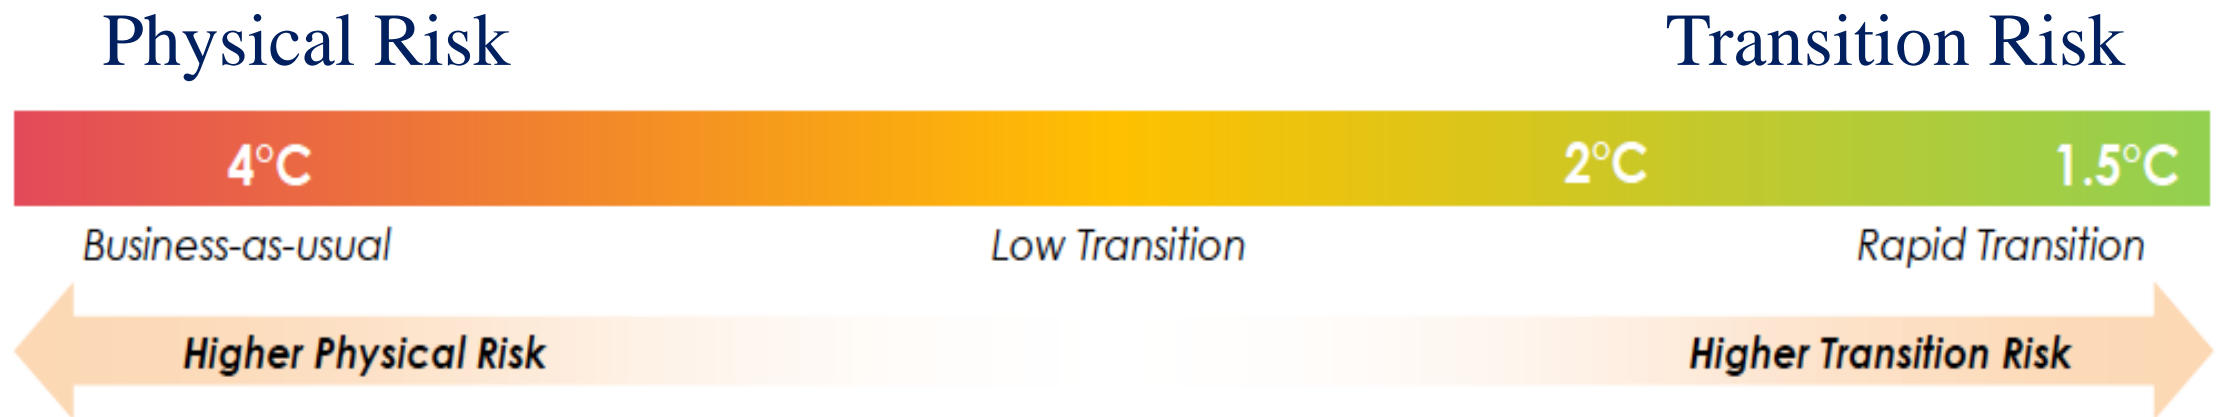 Physical Risk
Transition Risk
4°C
2°C
1.5°C
Business-as-usual
Low Transition
Rapid Transition
Higher Physical Risk
Higher Transition Risk